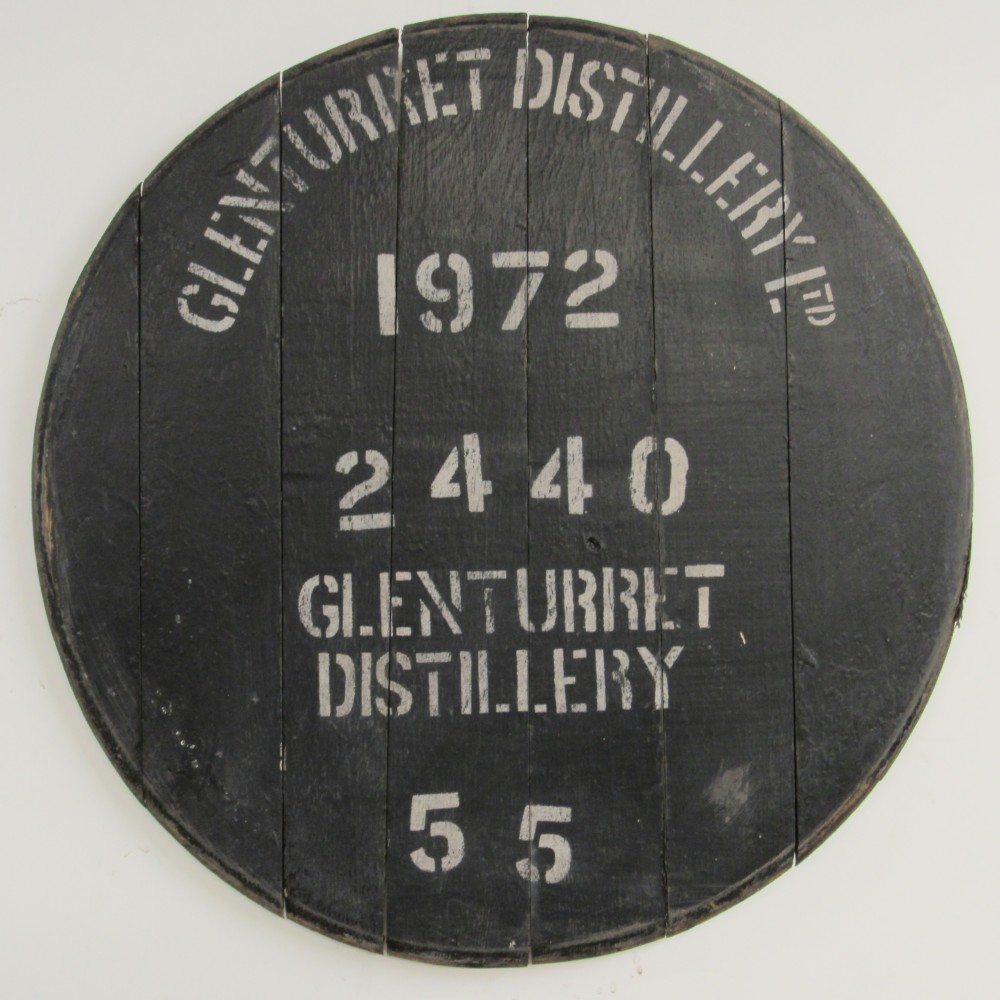 GLENTURRET DISTILLERY LTD
1972
2440
GLENTURRET
DISTILLERY
55